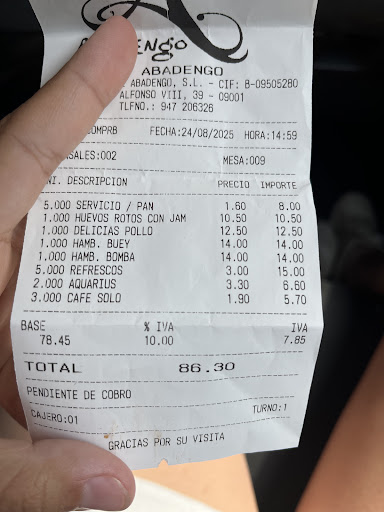 ABADENGO
ABADENGO, S.L. - CIF: B-09505280
ALFONSO VIII, 39 - 09001
TLFNO.: 947 206326
FECHA:24/08/2025 HORA:14:59
:002 MESA:009
DESCRIPCION PRECIO IMPORTE
5.000 SERVICIO / PAN 1.60 8.00
1.000 HUEVOS ROTOS CON JAM 10.50 10.50
1.000 DELICIAS POLLO 12.50 12.50
1.000 HAMB. BUEY 14.00 14.00
1.000 HAMB. BOMBA 14.00 14.00
5.000 REFRESCOS 3.00 15.00
2.000 AQUARIUS 3.30 6.60
3.000 CAFE SOLO 1.90 5.70
BASE % IVA IVA
78.45 10.00 7.85
TOTAL 86.30
PENDIENTE DE COBRO
CAJERO:01 TURNO:1
GRACIAS POR SU VISITA